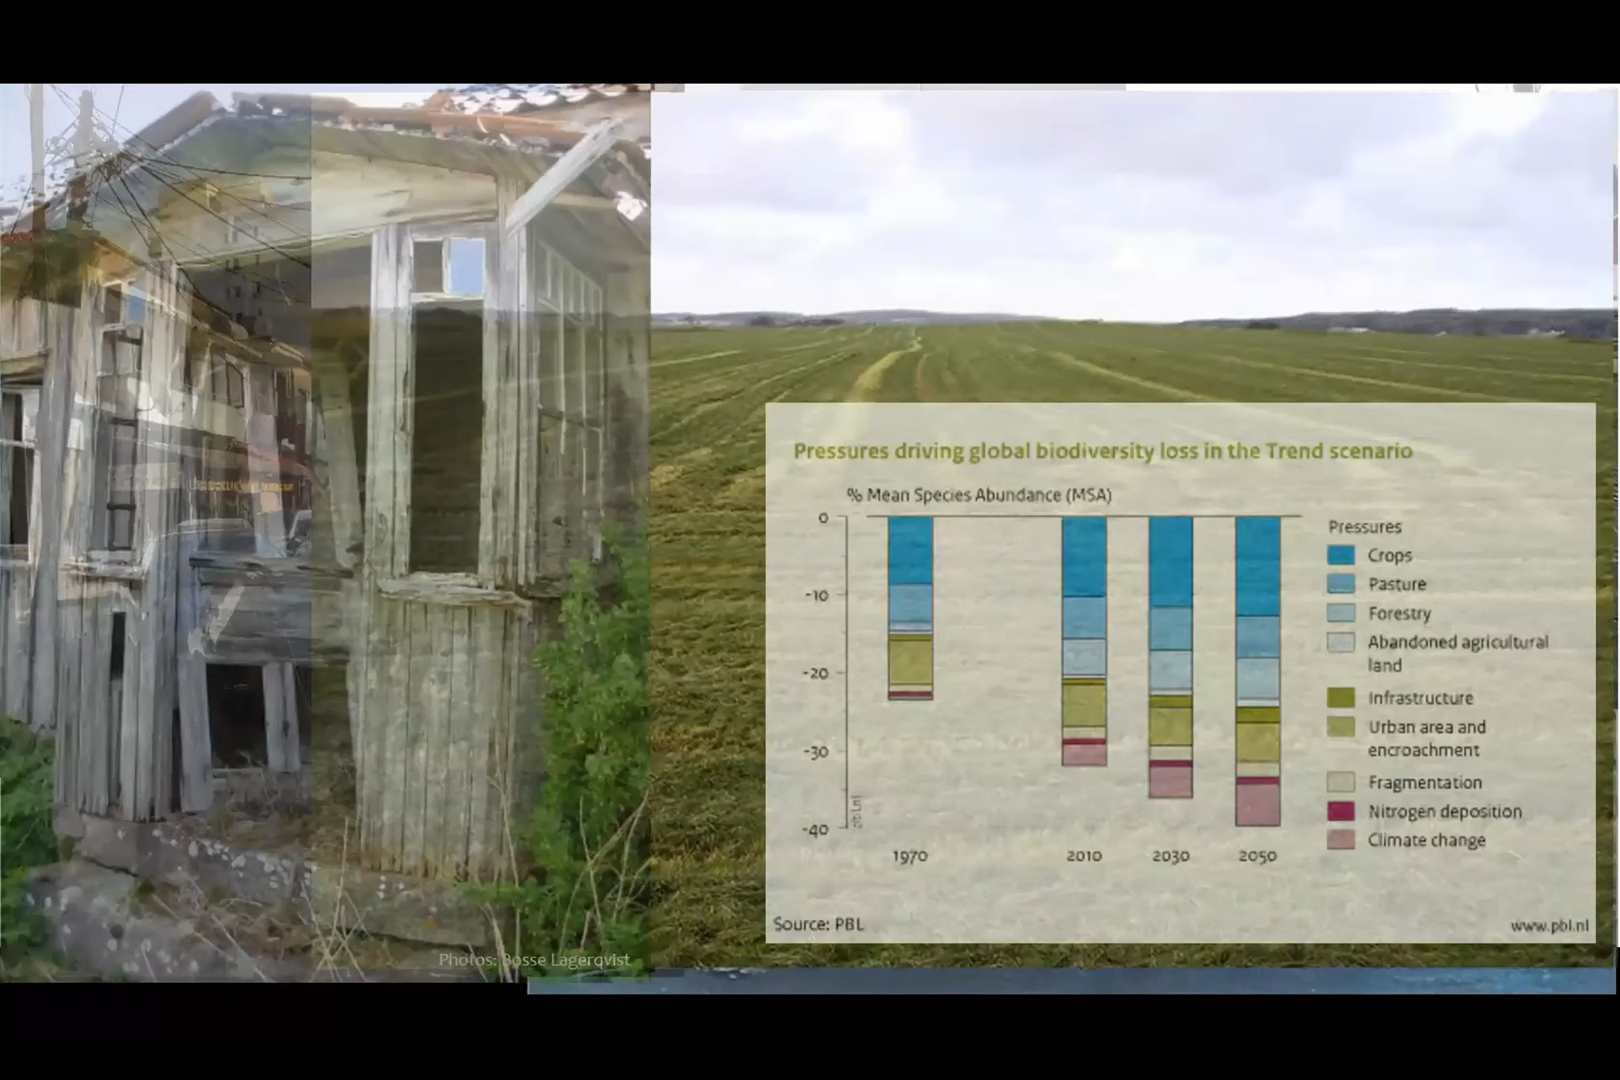 Pressures driving global biodiversity loss in the Trend scenario
% Mean Species Abundance (MSA)
0
-10
-20
-30
-40
pbl.nl
1970
2010
2030
2050
Pressures
Crops
Pasture
Forestry
Abandoned agricultural
land
Infrastructure
Urban area and
encroachment
Fragmentation
Nitrogen deposition
Climate change
Source: PBL
www.pbl.nl
Photos: Bosse Lagerqvist